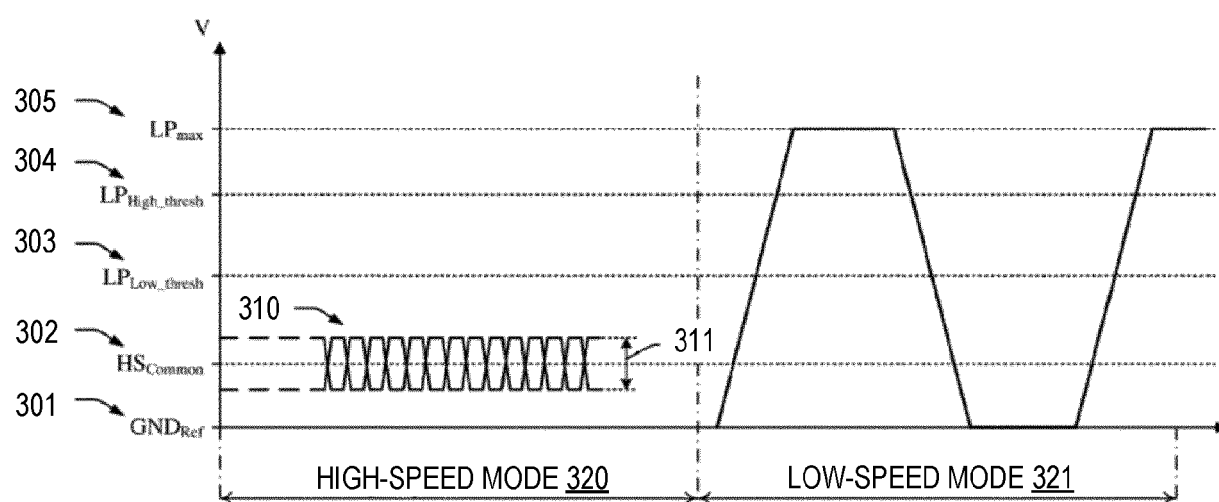 V
305
LPmax
304
LPHigh_thresh
303
LPLow_thresh
310
302
311
HSCommon
301
GNDRef
HIGH-SPEED MODE 320
LOW-SPEED MODE 321